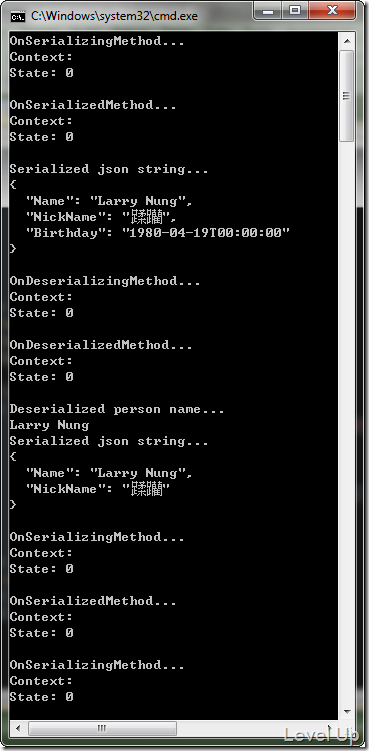 C:\Windows\system32\cmd.exe
OnSerializingMethod...
Context:
State: 0
OnSerializedMethod...
Context:
State: 0
Serialized json string...
{
"Name": "Larry Nung",
"NickName": "蹂躪",
"Birthday": "1980-04-19T00:00:00"
}
OnDeserializingMethod...
Context:
State: 0
OnDeserializedMethod...
Context:
State: 0
Deserialized person name...
Larry Nung
Serialized json string...
{
"Name": "Larry Nung",
"NickName": "蹂躪"
}
OnSerializingMethod...
Context:
State: 0
OnSerializedMethod...
Context:
State: 0
OnSerializingMethod...
Context:
State: 0
Level Up